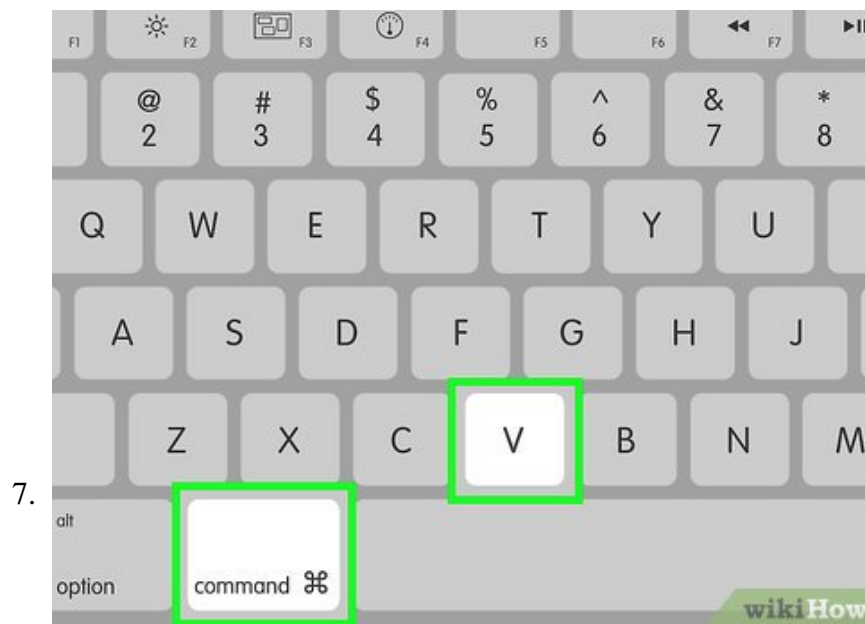 F1 F2 F3 F4 F5 F6 F7
@ # $ % ^ & *
2 3 4 5 6 7 8
Q W E R T Y U
A S D F G H J
Z X C V B N M
7.
alt
option command ⌘
wikiHow